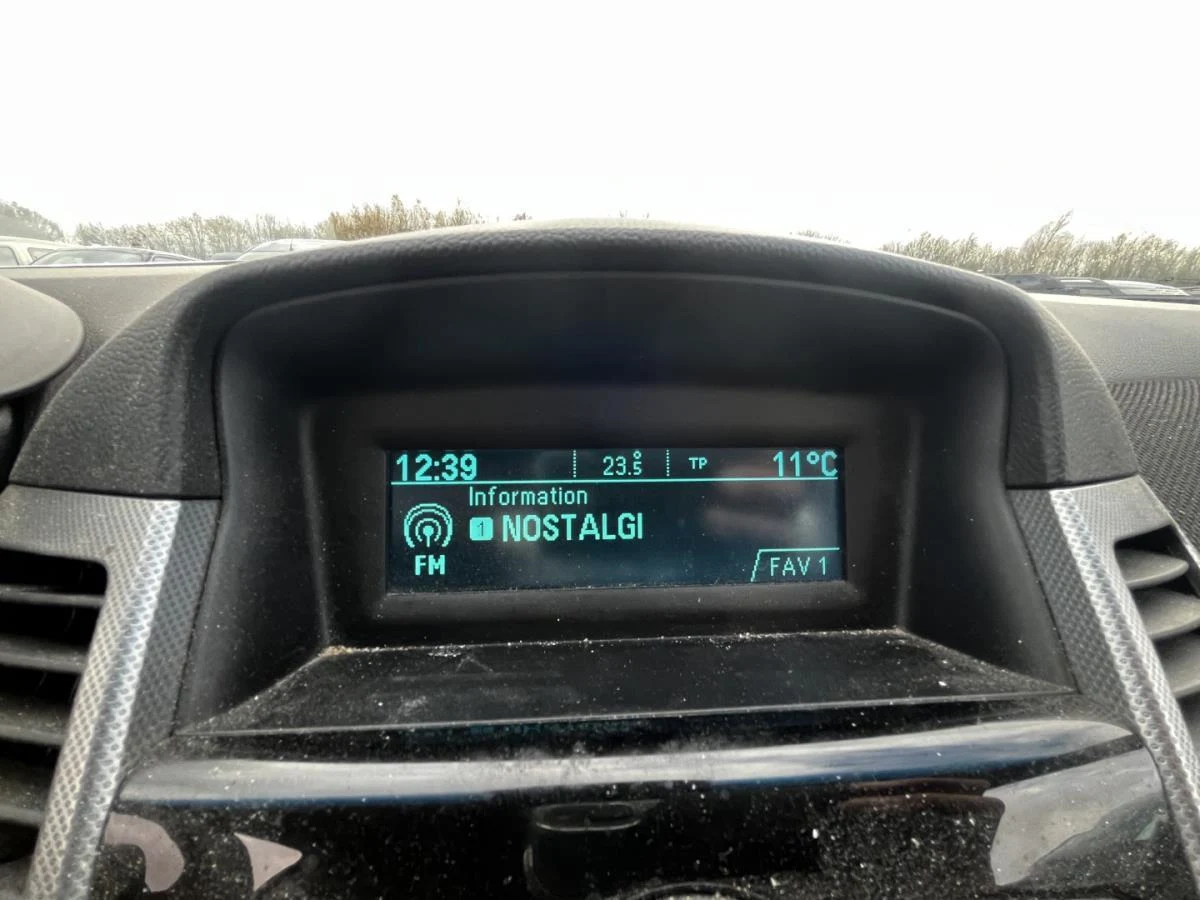 12:39 23.5° TP 11°C
Information
1 NOSTALGI
FM
FAV 1